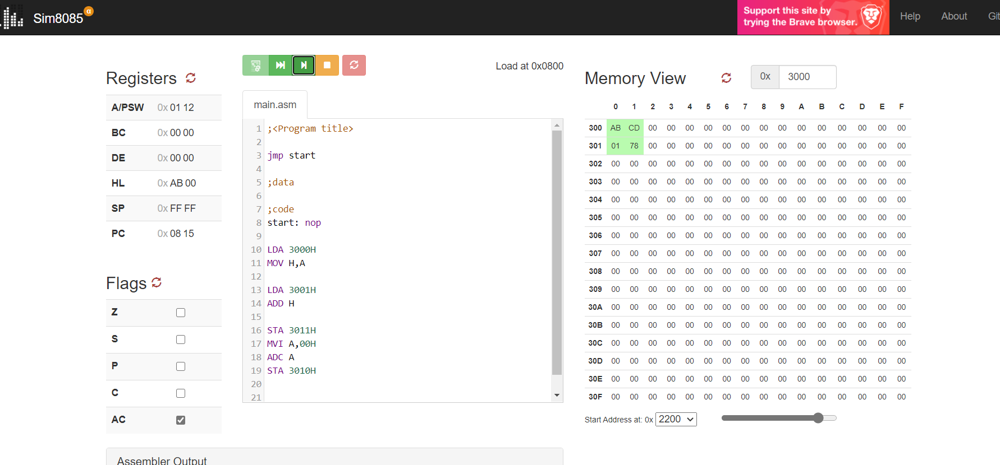 Sim8085 α
Support this site by
trying the Brave browser.
Help About Git
Registers
A/PSW 0x 01 12
BC 0x 00 00
DE 0x 00 00
HL 0x AB 00
SP 0x FF FF
PC 0x 08 15
Flags
Z
S
P
C
AC
Load at 0x0800
main.asm
1 ;<Program title>
2
3 jmp start
4
5 ;data
6
7 ;code
8 start: nop
9
10 LDA 3000H
11 MOV H,A
12
13 LDA 3001H
14 ADD H
15
16 STA 3011H
17 MVI A,00H
18 ADC A
19 STA 3010H
20
21
Assembler Output
Memory View 0x 3000
0 1 2 3 4 5 6 7 8 9 A B C D E F
300 AB CD 00 00 00 00 00 00 00 00 00 00 00 00 00 00
301 01 78 00 00 00 00 00 00 00 00 00 00 00 00 00 00
302 00 00 00 00 00 00 00 00 00 00 00 00 00 00 00 00
303 00 00 00 00 00 00 00 00 00 00 00 00 00 00 00 00
304 00 00 00 00 00 00 00 00 00 00 00 00 00 00 00 00
305 00 00 00 00 00 00 00 00 00 00 00 00 00 00 00 00
306 00 00 00 00 00 00 00 00 00 00 00 00 00 00 00 00
307 00 00 00 00 00 00 00 00 00 00 00 00 00 00 00 00
308 00 00 00 00 00 00 00 00 00 00 00 00 00 00 00 00
309 00 00 00 00 00 00 00 00 00 00 00 00 00 00 00 00
30A 00 00 00 00 00 00 00 00 00 00 00 00 00 00 00 00
30B 00 00 00 00 00 00 00 00 00 00 00 00 00 00 00 00
30C 00 00 00 00 00 00 00 00 00 00 00 00 00 00 00 00
30D 00 00 00 00 00 00 00 00 00 00 00 00 00 00 00 00
30E 00 00 00 00 00 00 00 00 00 00 00 00 00 00 00 00
30F 00 00 00 00 00 00 00 00 00 00 00 00 00 00 00 00
Start Address at: 0x 2200